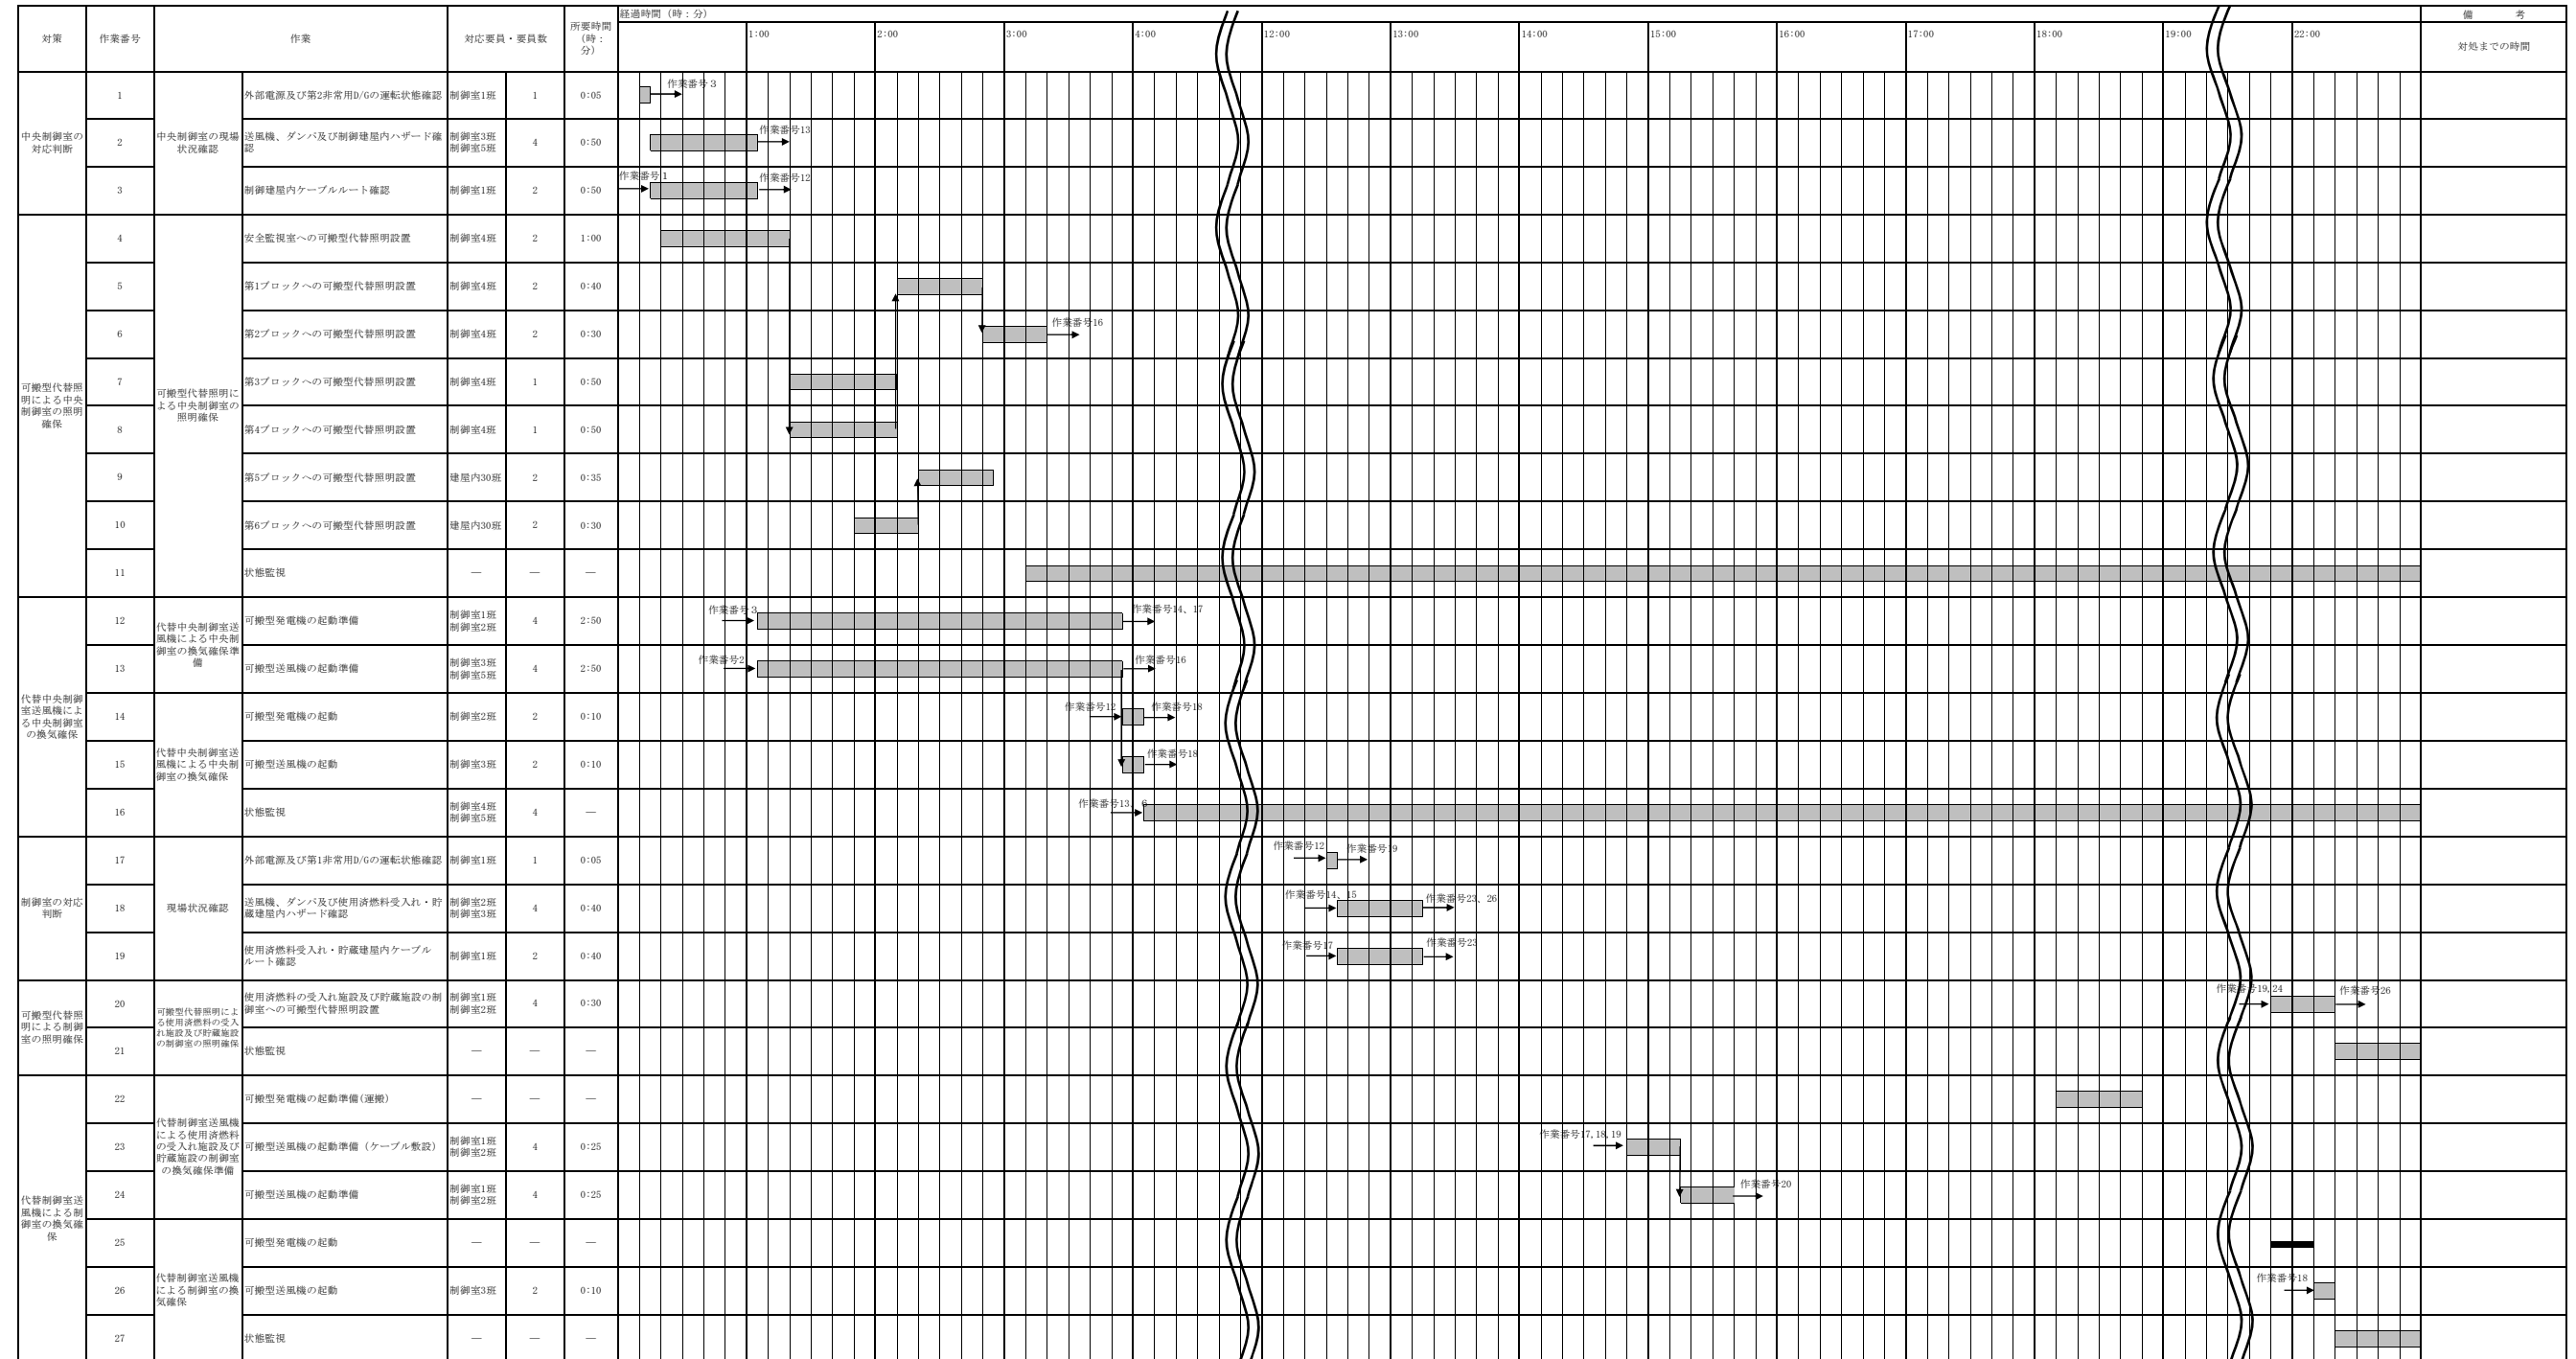 経過時間（時：分）
備　考
対策
作業番号
作業
対応要員・要員数
所要時間
（時：
分）
1:00
2:00
3:00
4:00
12:00
13:00
14:00
15:00
16:00
17:00
18:00
19:00
22:00
対処までの時間
中央制御室の
対応判断
中央制御室の現場
状況確認
1
外部電源及び第2非常用D/Gの運転状態確認
制御室1班
1
0:05
作業番号３
2
送風機、ダンパ及び制御建屋内ハザード確
認
制御室3班
制御室5班
4
0:50
作業番号13
3
制御建屋内ケーブルルート確認
制御室1班
2
0:50
作業番号１
作業番号12
可搬型代替照
明による中央
制御室の照明
確保
可搬型代替照明に
よる中央制御室の
照明確保
4
安全監視室への可搬型代替照明設置
制御室4班
2
1:00
5
第1ブロックへの可搬型代替照明設置
制御室4班
2
0:40
6
第2ブロックへの可搬型代替照明設置
制御室4班
2
0:30
作業番号16
7
第3ブロックへの可搬型代替照明設置
制御室4班
1
0:50
8
第4ブロックへの可搬型代替照明設置
制御室4班
1
0:50
9
第5ブロックへの可搬型代替照明設置
建屋内30班
2
0:35
10
第6ブロックへの可搬型代替照明設置
建屋内30班
2
0:30
11
状態監視
―
―
―
代替中央制御
室送風機によ
る中央制御室
の換気確保
代替中央制御室送
風機による中央制
御室の換気確保準
備
12
可搬型発電機の起動準備
制御室1班
制御室2班
4
2:50
作業番号３
作業番号14、17
13
可搬型送風機の起動準備
制御室3班
制御室5班
4
2:50
作業番号2
作業番号16
代替中央制御室送
風機による中央制
御室の換気確保
14
可搬型発電機の起動
制御室2班
2
0:10
作業番号12
作業番号18
15
可搬型送風機の起動
制御室3班
2
0:10
作業番号18
16
状態監視
制御室4班
制御室5班
4
―
作業番号13、6
制御室の対応
判断
現場状況確認
17
外部電源及び第1非常用D/Gの運転状態確認
制御室1班
1
0:05
作業番号12
作業番号19
18
送風機、ダンパ及び使用済燃料受入れ・貯
蔵建屋内ハザード確認
制御室2班
制御室3班
4
0:40
作業番号14、15
作業番号23、26
19
使用済燃料受入れ・貯蔵建屋内ケーブル
ルート確認
制御室1班
2
0:40
作業番号17
作業番号23
可搬型代替照
明による制御
室の照明確保
可搬型代替照明によ
る使用済燃料の受入
れ施設及び貯蔵施設
の制御室の照明確保
20
使用済燃料の受入れ施設及び貯蔵施設の制
御室への可搬型代替照明設置
制御室1班
制御室2班
4
0:30
作業番号19,24
作業番号26
21
状態監視
―
―
―
代替制御室送
風機による制
御室の換気確
保
代替制御室送風機
による使用済燃料
の受入れ施設及び
貯蔵施設の制御室
の換気確保準備
22
可搬型発電機の起動準備(運搬)
―
―
―
23
可搬型送風機の起動準備（ケーブル敷設）
制御室1班
制御室2班
4
0:25
作業番号17,18,19
24
可搬型送風機の起動準備
制御室1班
制御室2班
4
0:25
作業番号20
代替制御室送風機
による制御室の換
気確保
25
可搬型発電機の起動
―
―
―
26
可搬型送風機の起動
制御室3班
2
0:10
作業番号18
27
状態監視
―
―
―